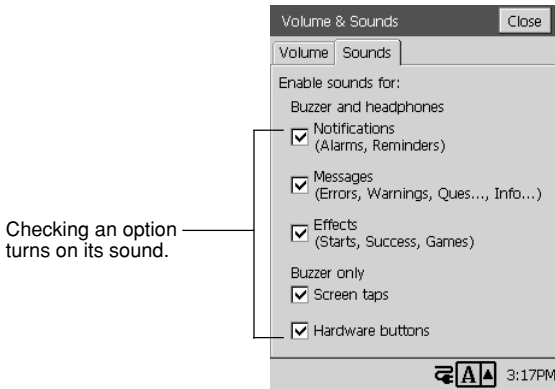 Volume & Sounds
Close
Volume
Sounds
Enable sounds for:
Buzzer and headphones
Notifications
(Alarms, Reminders)
Messages
(Errors, Warnings, Ques..., Info...)
Effects
(Starts, Success, Games)
Buzzer only
Screen taps
Hardware buttons
A
3:17PM
Checking an option
turns on its sound.